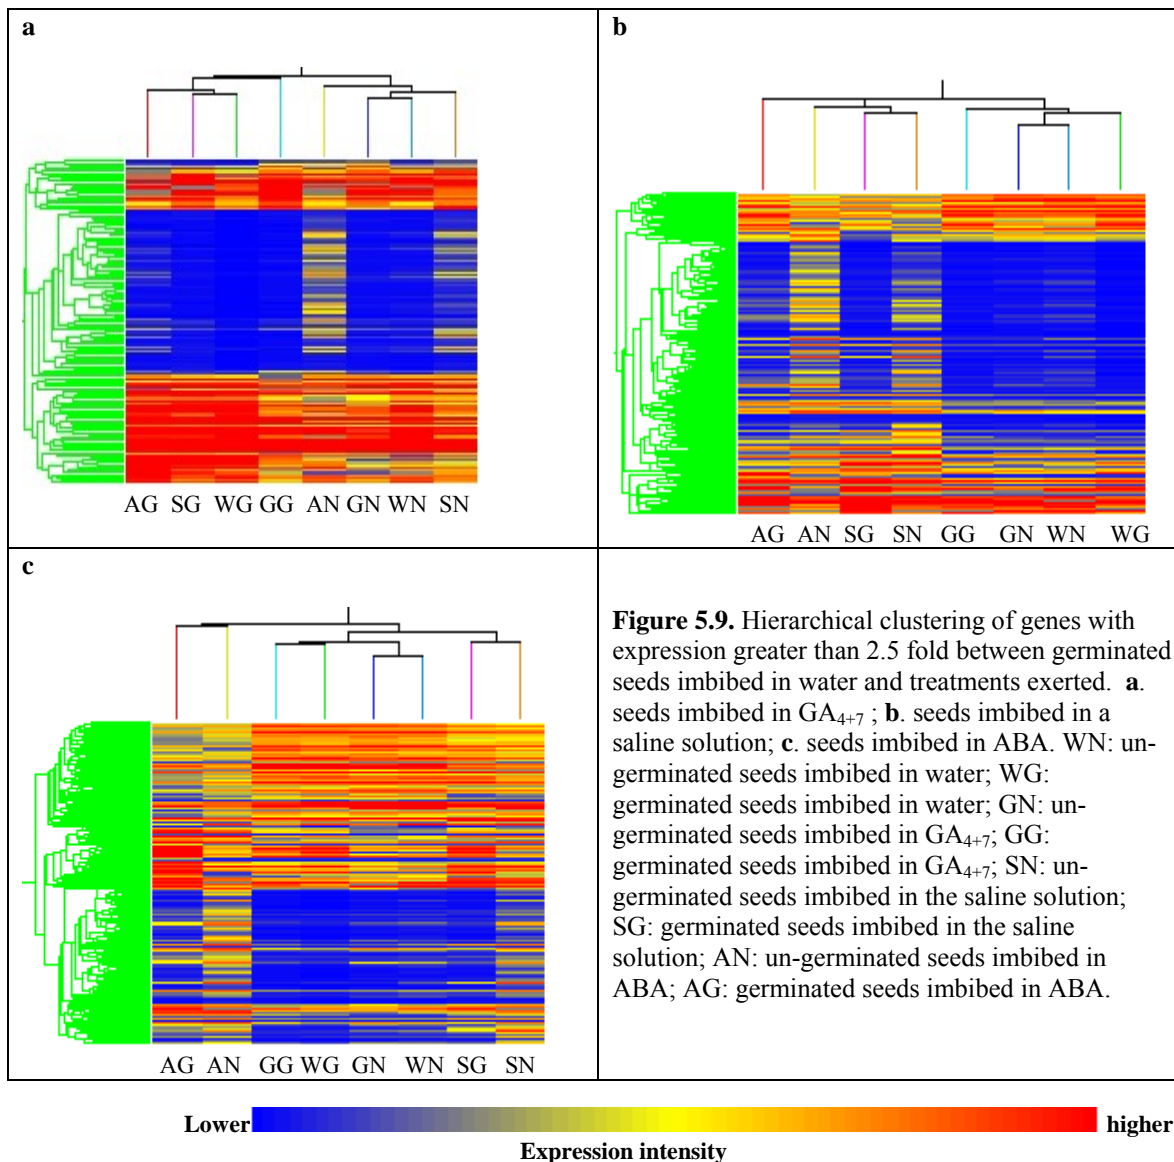 a
AG SG WG GG AN GN WN SN
b
AG AN SG SN GG GN WN WG
c
AG AN GG WG GN WN SG SN
Figure 5.9. Hierarchical clustering of genes with
expression greater than 2.5 fold between germinated
seeds imbibed in water and treatments exerted. a.
seeds imbibed in GA4+7 ; b. seeds imbibed in a
saline solution; c. seeds imbibed in ABA. WN: un-
germinated seeds imbibed in water; WG:
germinated seeds imbibed in water; GN: un-
germinated seeds imbibed in GA4+7; GG:
germinated seeds imbibed in GA4+7; SN: un-
germinated seeds imbibed in the saline solution;
SG: germinated seeds imbibed in the saline
solution; AN: un-germinated seeds imbibed in
ABA; AG: germinated seeds imbibed in ABA.
Lower higher
Expression intensity